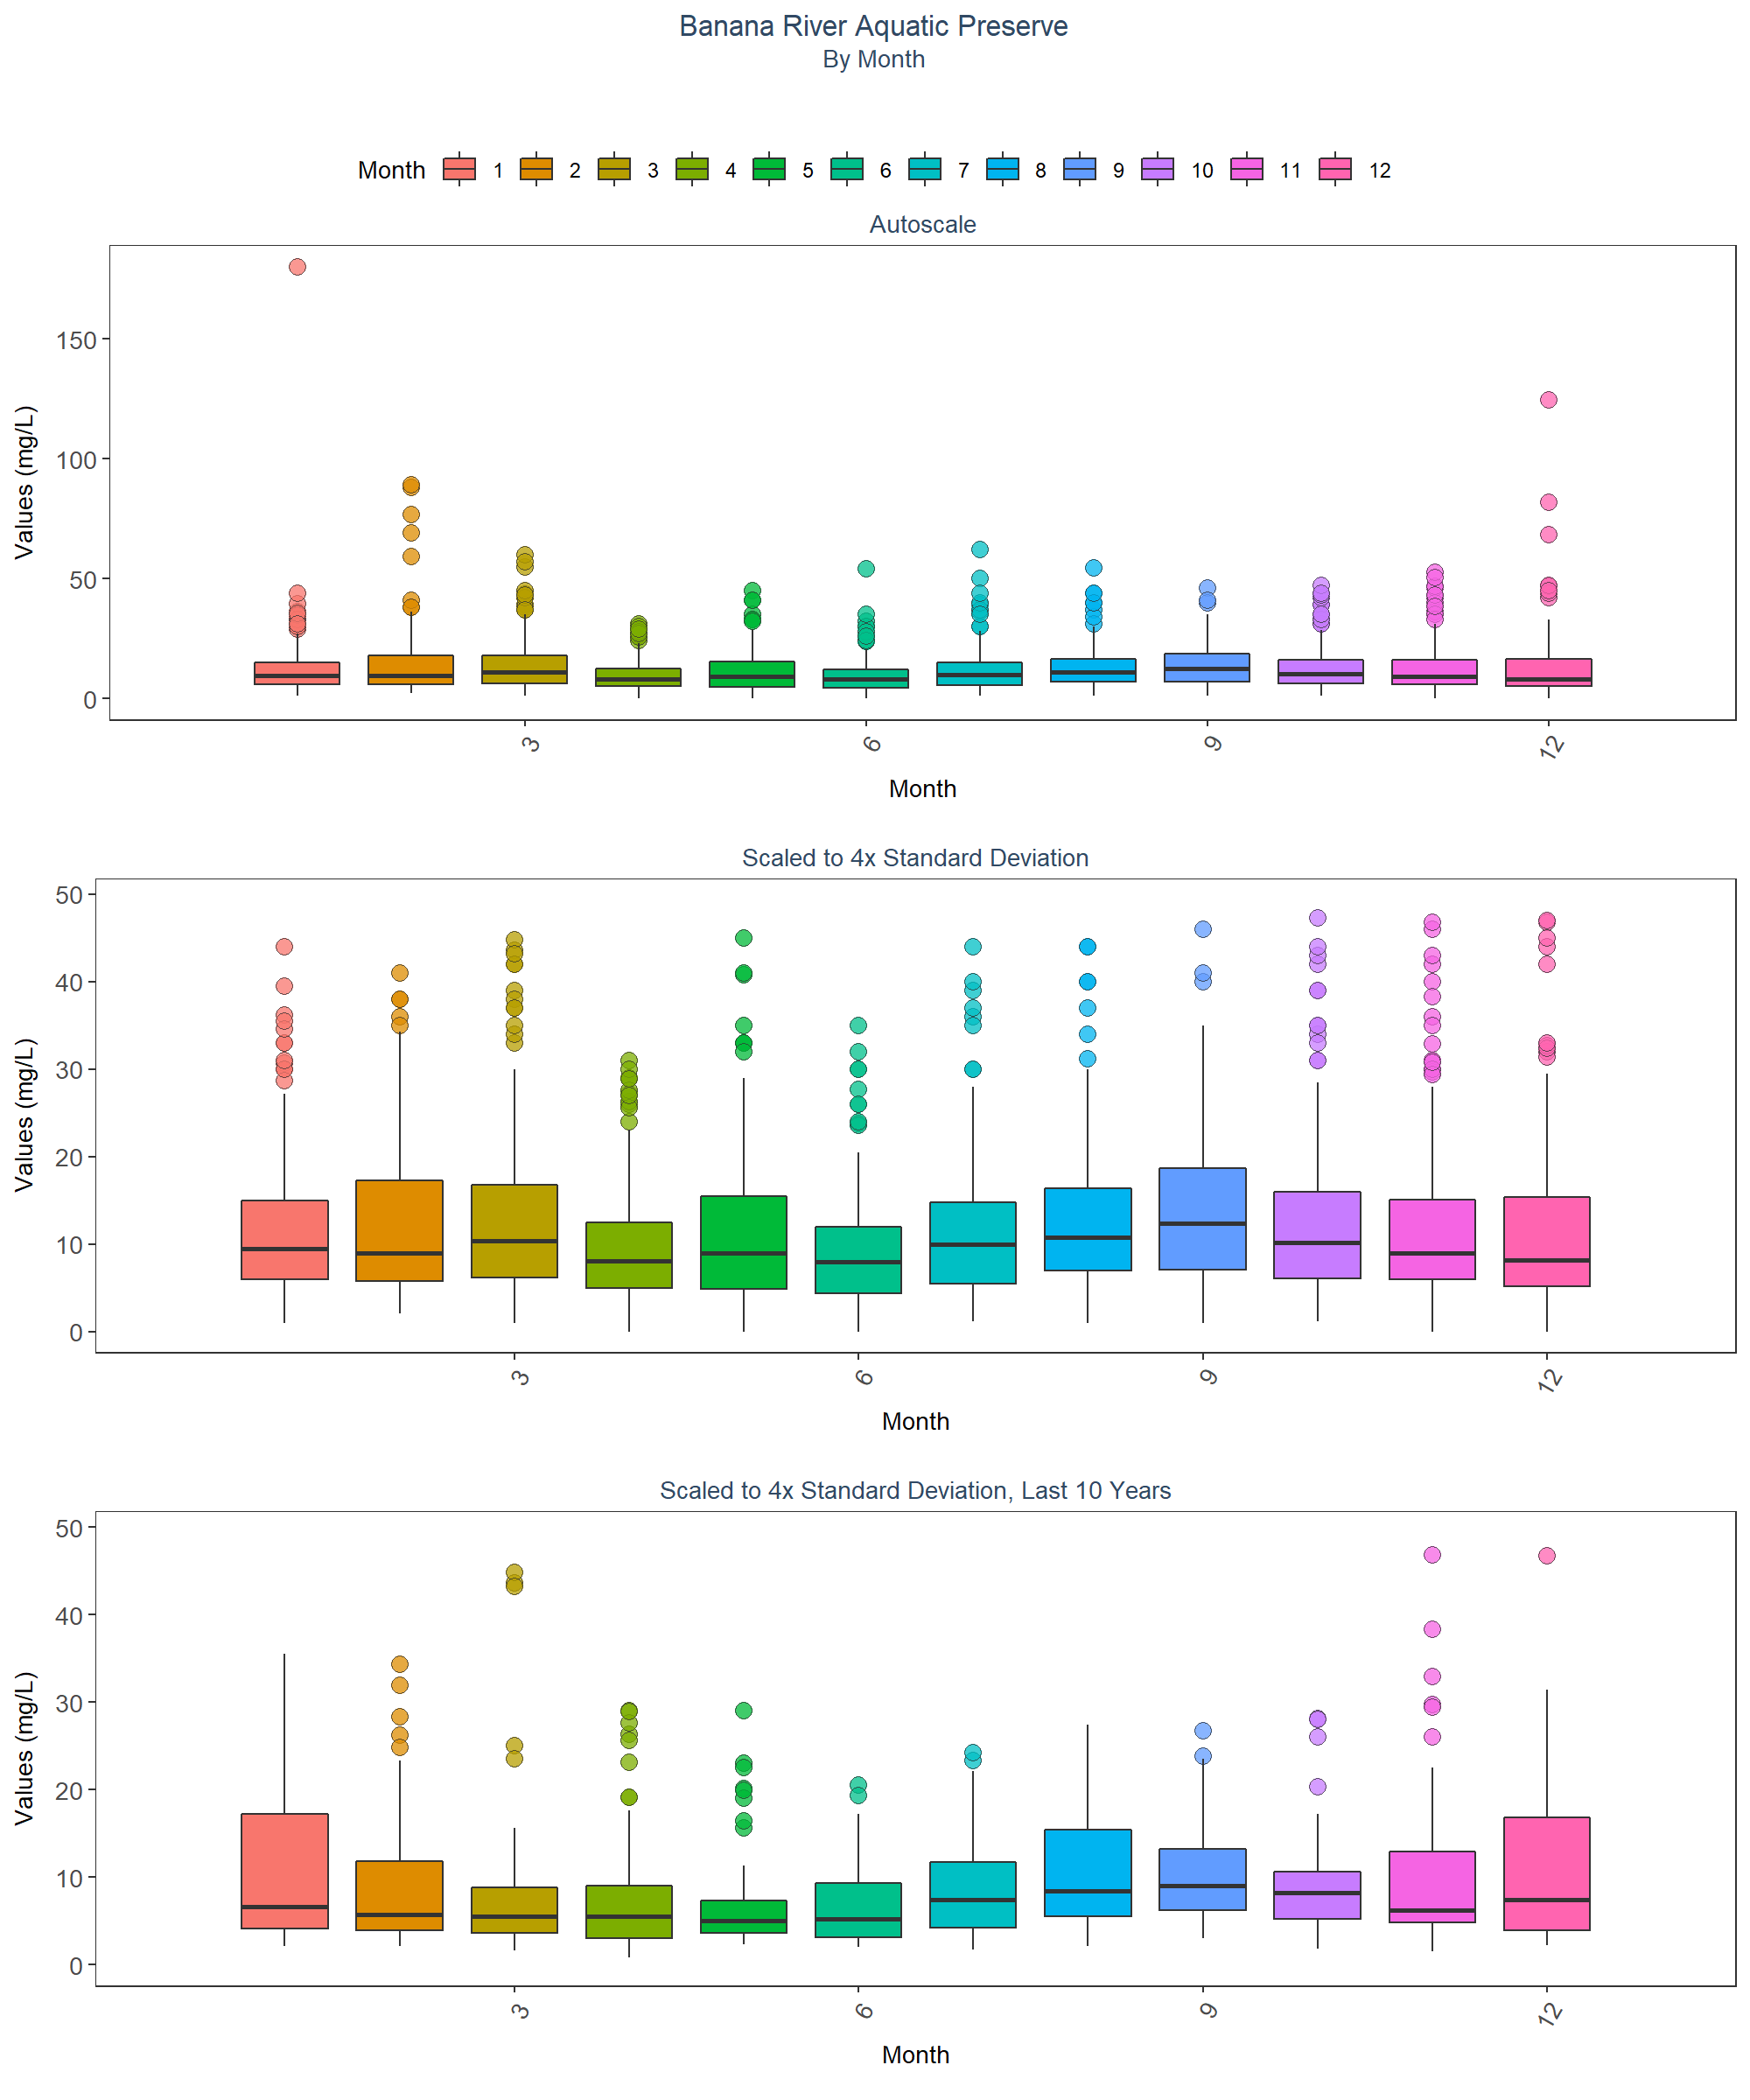 Banana River Aquatic Preserve
By Month
Month 1 2 3 4 5 6 7 8 9 10 11 12
Autoscale
Values (mg/L)
150
100
50
0
3 6 9 12
Month
Scaled to 4x Standard Deviation
Values (mg/L)
50
40
30
20
10
0
3 6 9 12
Month
Scaled to 4x Standard Deviation, Last 10 Years
Values (mg/L)
50
40
30
20
10
0
3 6 9 12
Month